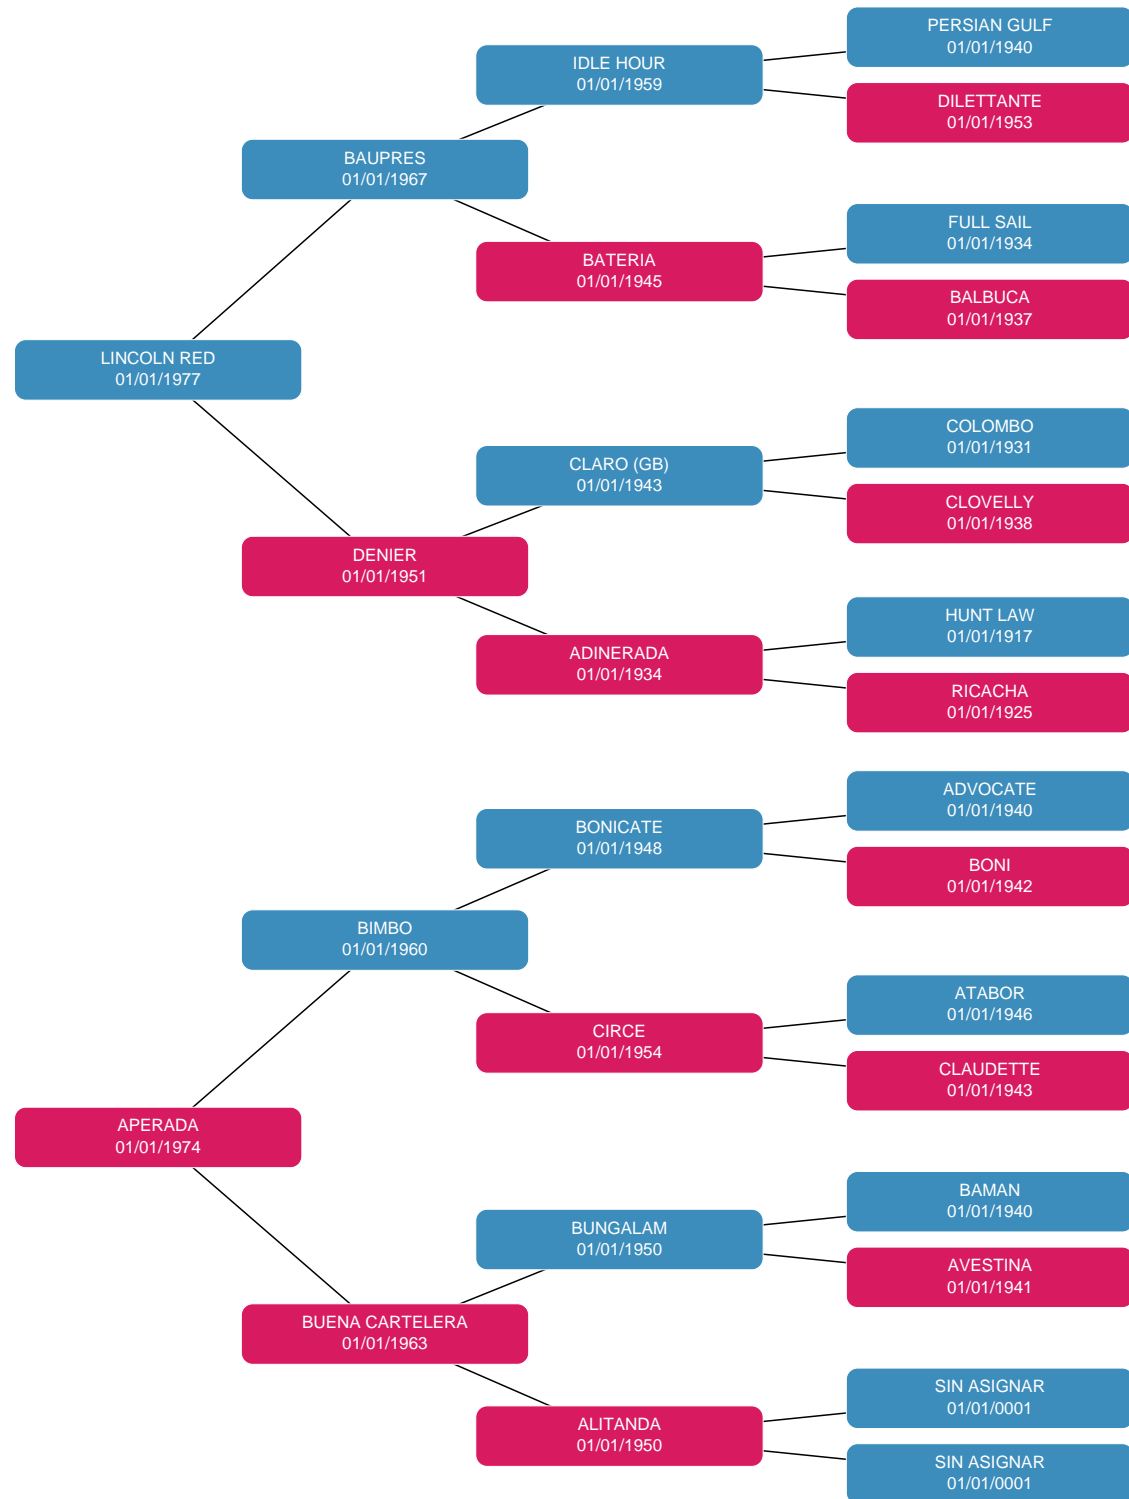 PERSIAN GULF
01/01/1940
IDLE HOUR
01/01/1959
DILETTANTE
01/01/1953
BAUPRES
01/01/1967
FULL SAIL
01/01/1934
BATERIA
01/01/1945
BALBUCA
01/01/1937
LINCOLN RED
01/01/1977
COLOMBO
01/01/1931
CLARO (GB)
01/01/1943
CLOVELLY
01/01/1938
DENIER
01/01/1951
HUNT LAW
01/01/1917
ADINERADA
01/01/1934
RICACHA
01/01/1925
ADVOCATE
01/01/1940
BONICATE
01/01/1948
BONI
01/01/1942
BIMBO
01/01/1960
ATABOR
01/01/1946
CIRCE
01/01/1954
CLAUDETTE
01/01/1943
APERADA
01/01/1974
BAMAN
01/01/1940
BUNGALAM
01/01/1950
AVESTINA
01/01/1941
BUENA CARTELERA
01/01/1963
SIN ASIGNAR
01/01/0001
ALITANDA
01/01/1950
SIN ASIGNAR
01/01/0001